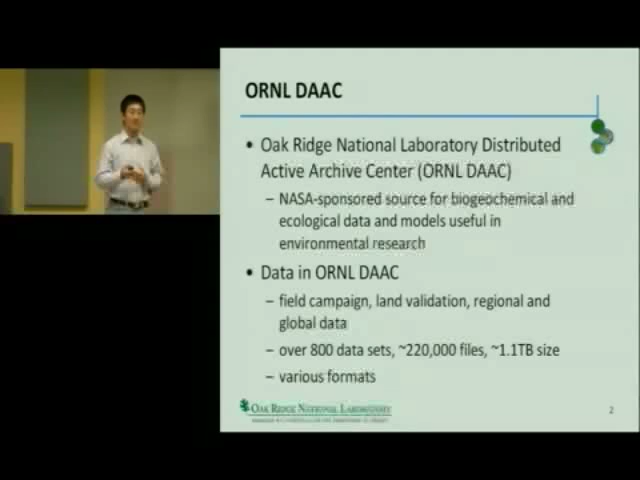 ORNL DAAC
• Oak Ridge National Laboratory Distributed
Active Archive Center (ORNL DAAC)
– NASA-sponsored source for biogeochemical and
ecological data and models useful in
environmental research
• Data in ORNL DAAC
– field campaign, land validation, regional and
global data
– over 800 data sets, ~220,000 files, ~1.1TB size
– various formats
OAK RIDGE NATIONAL LABORATORY
2